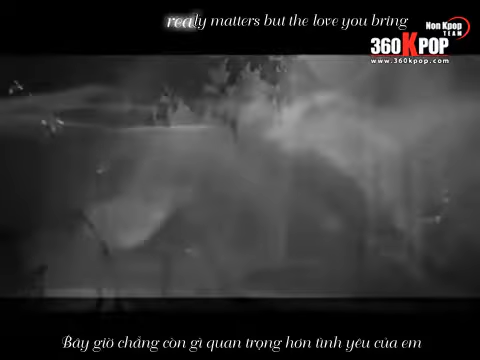 really matters but the love you bring
Non Kpop
TEAM
360KPOP
www.360kpop.com
Bây giờ chẳng còn gì quan trọng hơn tình yêu của em